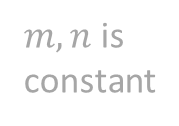 m, n is
constant